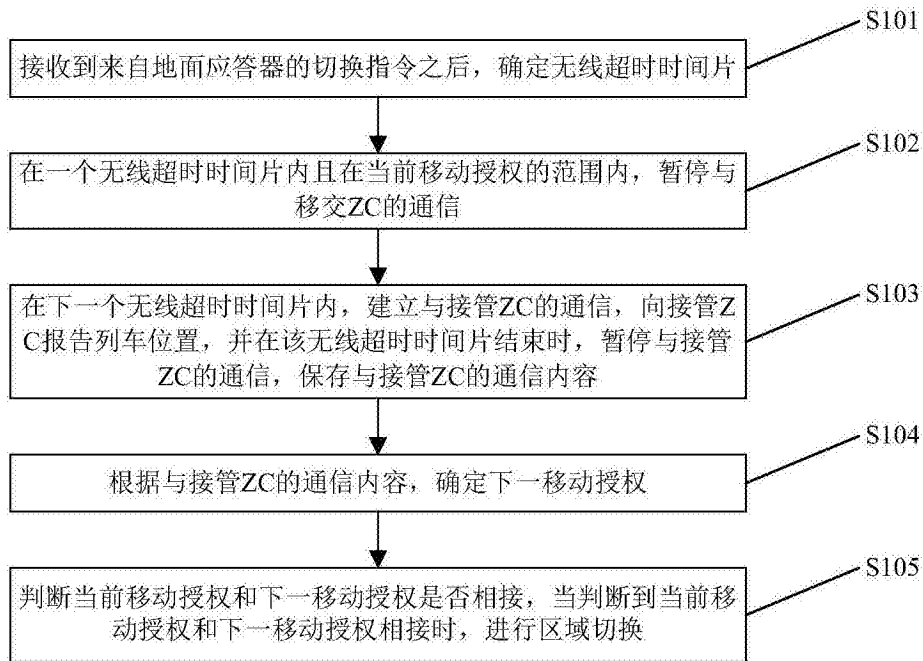 S101
接收到来自地面应答器的切换指令之后，确定无线超时时间片
S102
在一个无线超时时间片内且在当前移动授权的范围内，暂停与
移交ZC的通信
S103
在下一个无线超时时间片内，建立与接管ZC的通信，向接管Z
C报告列车位置，并在该无线超时时间片结束时，暂停与接管
ZC的通信，保存与接管ZC的通信内容
S104
根据与接管ZC的通信内容，确定下一移动授权
S105
判断当前移动授权和下一移动授权是否相接，当判断到当前移
动授权和下一移动授权相接时，进行区域切换